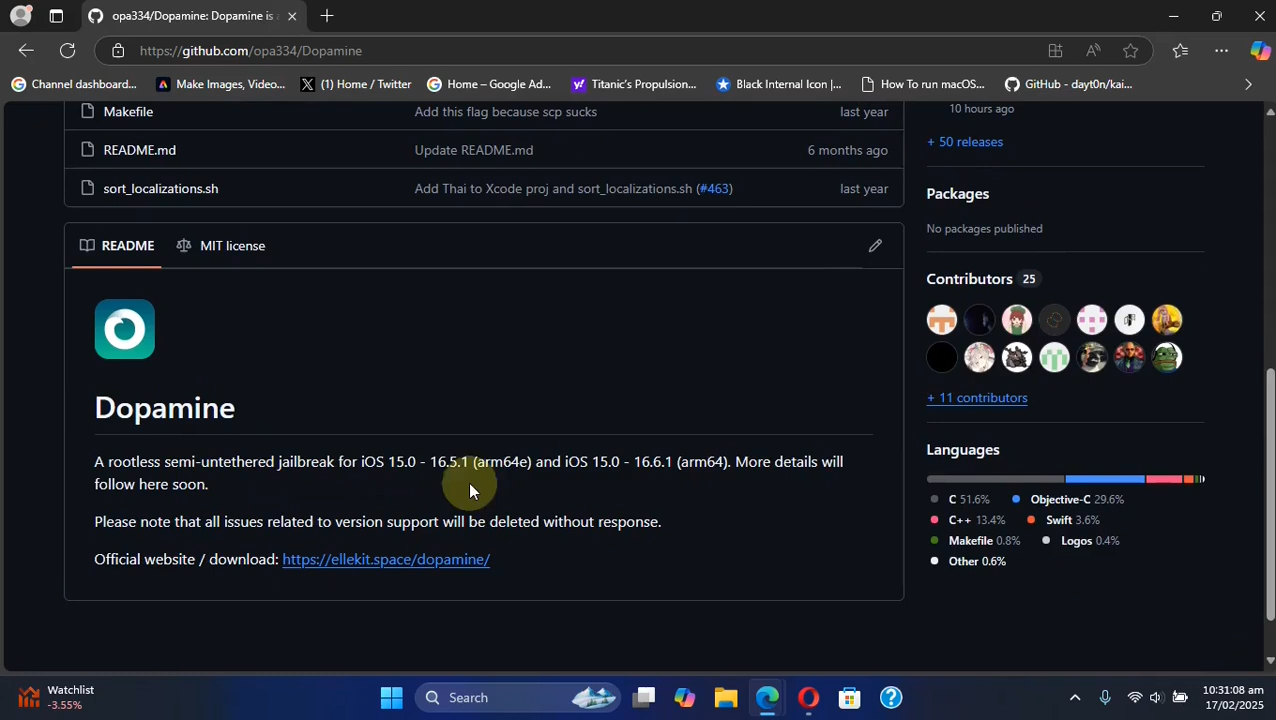 opa334/Dopamine: Dopamine is a
https://github.com/opa334/Dopamine
Channel dashboard...
Make Images, Video...
(1) Home / Twitter
Home – Google Ad...
Titanic's Propulsion...
Black Internal Icon |...
How To run macOS...
GitHub - dayt0n/kai...
Makefile
Add this flag because scp sucks
last year
README.md
Update README.md
6 months ago
sort_localizations.sh
Add Thai to Xcode proj and sort_localizations.sh (#463)
last year
README
MIT license
Dopamine
A rootless semi-untethered jailbreak for iOS 15.0 - 16.5.1 (arm64e) and iOS 15.0 - 16.6.1 (arm64). More details will
follow here soon.
Please note that all issues related to version support will be deleted without response.
Official website / download: https://ellekit.space/dopamine/
10 hours ago
+ 50 releases
Packages
No packages published
Contributors 25
+ 11 contributors
Languages
C 51.6%
Objective-C 29.6%
C++ 13.4%
Swift 3.6%
Makefile 0.8%
Logos 0.4%
Other 0.6%
Watchlist
-3.55%
Search
10:31:08 am
17/02/2025